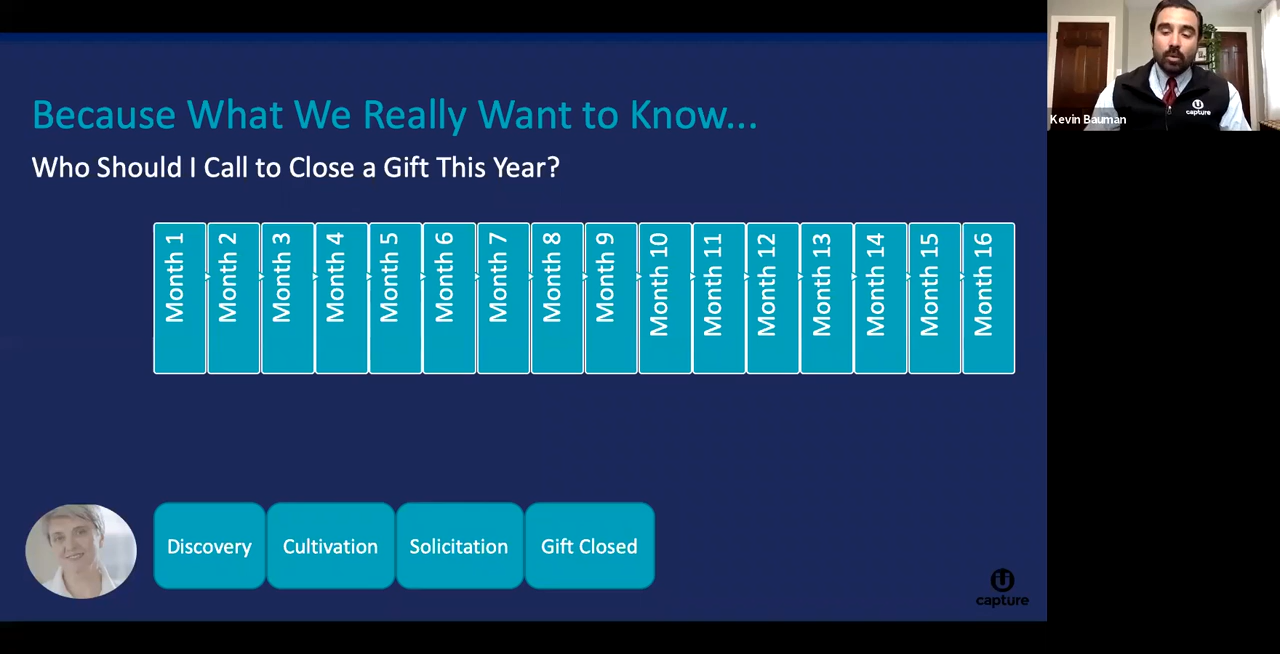 Because What We Really Want to Know...
Who Should I Call to Close a Gift This Year?
Month 1
Month 2
Month 3
Month 4
Month 5
Month 6
Month 7
Month 8
Month 9
Month 10
Month 11
Month 12
Month 13
Month 14
Month 15
Month 16
Discovery
Cultivation
Solicitation
Gift Closed
capture
capture
Kevin Bauman